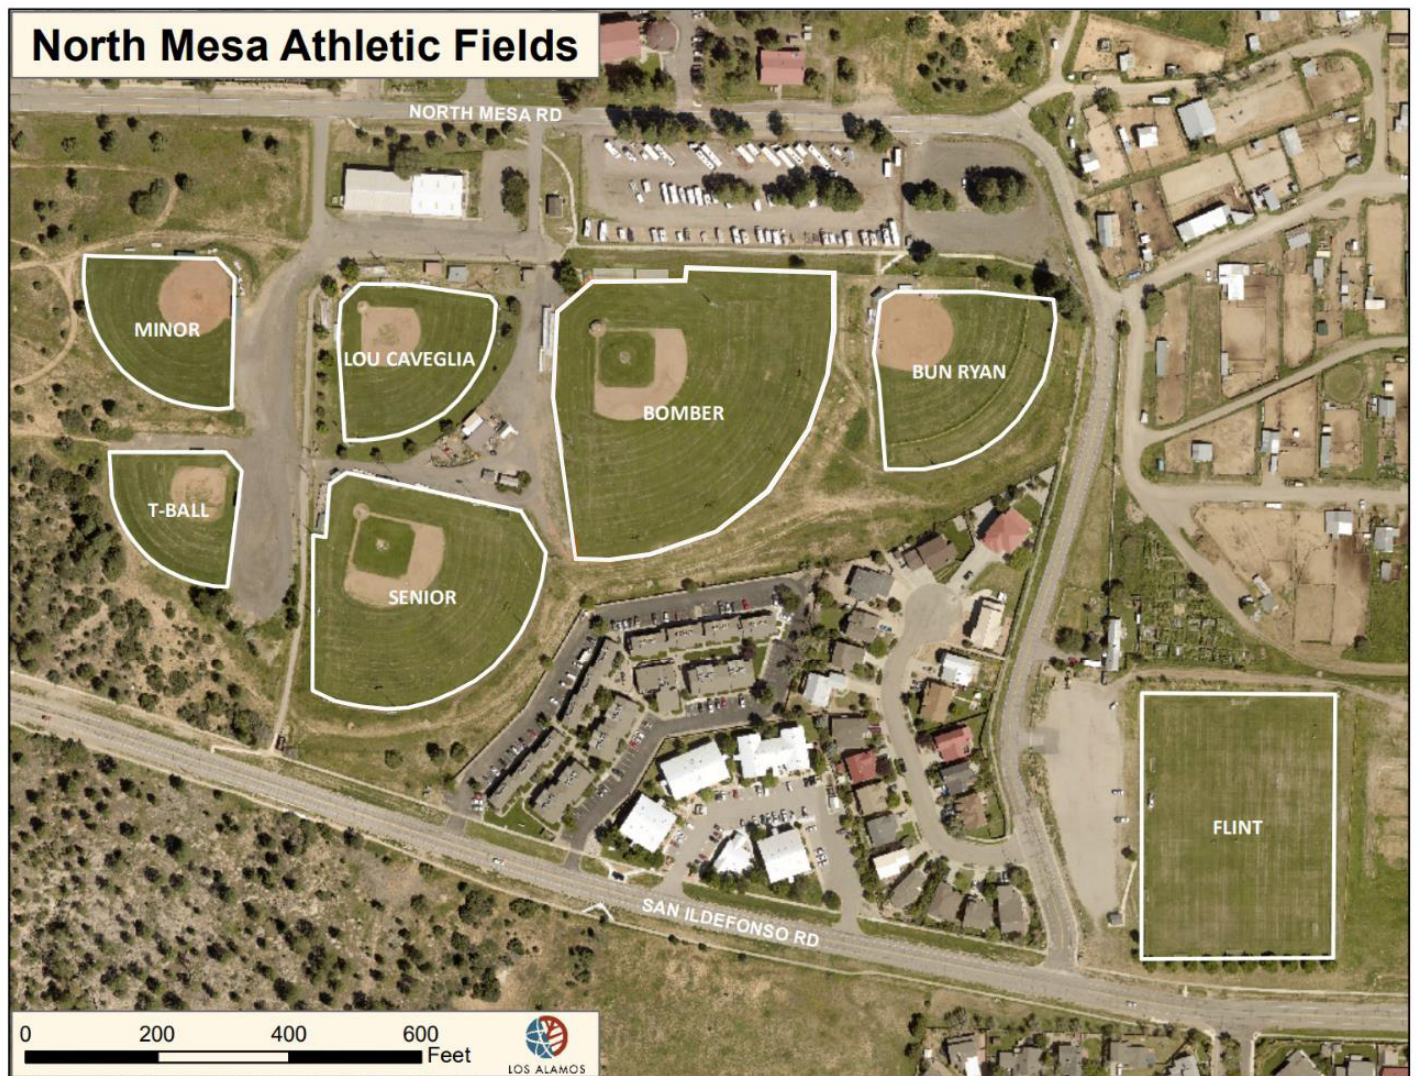 North Mesa Athletic Fields
NORTH MESA RD
MINOR
LOU CAVEGLIA
BOMBER
BUN RYAN
T-BALL
SENIOR
FLINT
SAN ILDEFONSO RD
0 200 400 600
Feet
LOS ALAMOS